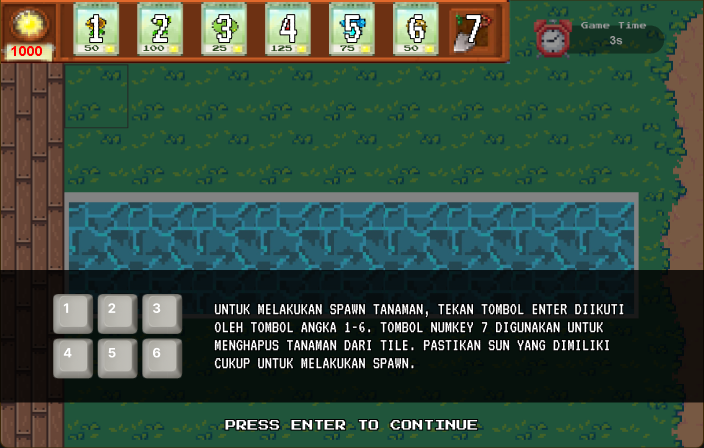 1 2 3 4 5 6 7
50 100 25 125 75 50
1000
Game Time
3s
1 2 3
4 5 6
UNTUK MELAKUKAN SPAWN TANAMAN, TEKAN TOMBOL ENTER DIIKUTI
OLEH TOMBOL ANGKA 1-6. TOMBOL NUMKEY 7 DIGUNAKAN UNTUK
MENGHAPUS TANAMAN DARI TILE. PASTIKAN SUN YANG DIMILIKI
CUKUP UNTUK MELAKUKAN SPAWN.
PRESS ENTER TO CONTINUE